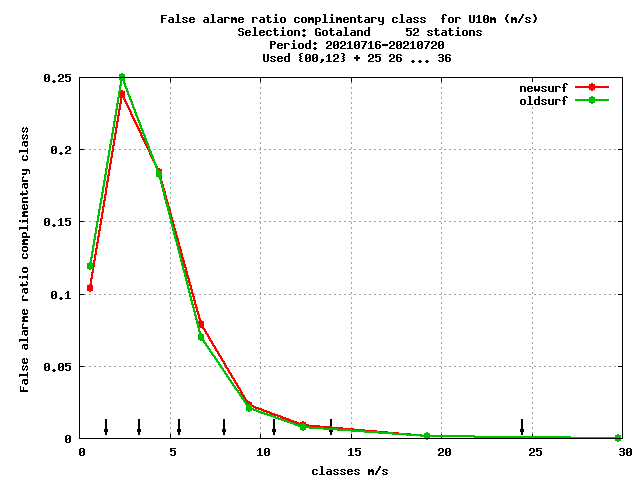 False alarme ratio complimentary class  for U10m (m/s)
Selection: Gotaland     52 stations
Period: 20210716-20210720
Used {00,12} + 25 26 ... 36
newsurf
oldsurf
False alarme ratio complimentary class
0.25
0.2
0.15
0.1
0.05
0
0 5 10 15 20 25 30
classes m/s